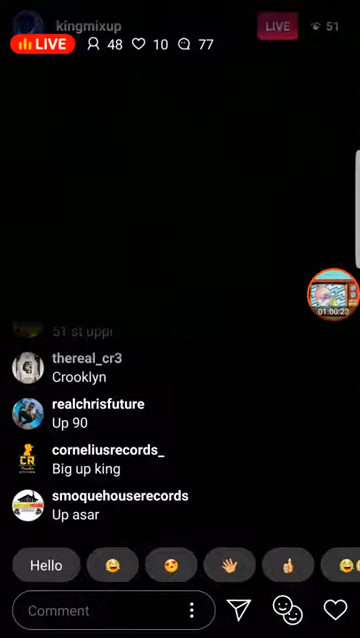 kingmixup
LIVE
51
LIVE 48 10 77
01:00:23
51 st uppi
thereal_cr3
Crooklyn
realchrisfuture
Up 90
corneliusrecords_
CR
Big up king
smoquehouserecords
Up asar
Hello
Comment